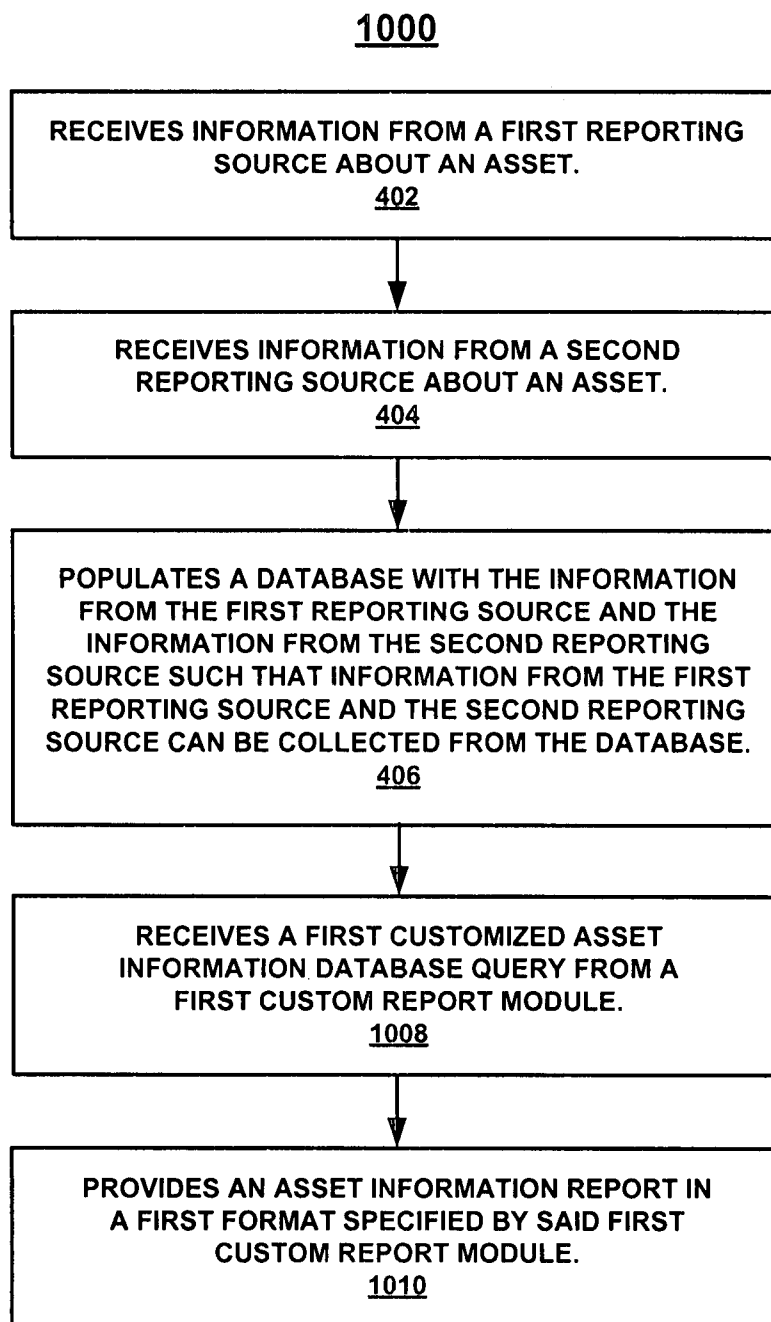 1000
RECEIVES INFORMATION FROM A FIRST REPORTING
SOURCE ABOUT AN ASSET.
402
RECEIVES INFORMATION FROM A SECOND
REPORTING SOURCE ABOUT AN ASSET.
404
POPULATES A DATABASE WITH THE INFORMATION
FROM THE FIRST REPORTING SOURCE AND THE
INFORMATION FROM THE SECOND REPORTING
SOURCE SUCH THAT INFORMATION FROM THE FIRST
REPORTING SOURCE AND THE SECOND REPORTING
SOURCE CAN BE COLLECTED FROM THE DATABASE.
406
RECEIVES A FIRST CUSTOMIZED ASSET
INFORMATION DATABASE QUERY FROM A
FIRST CUSTOM REPORT MODULE.
1008
PROVIDES AN ASSET INFORMATION REPORT IN
A FIRST FORMAT SPECIFIED BY SAID FIRST
CUSTOM REPORT MODULE.
1010